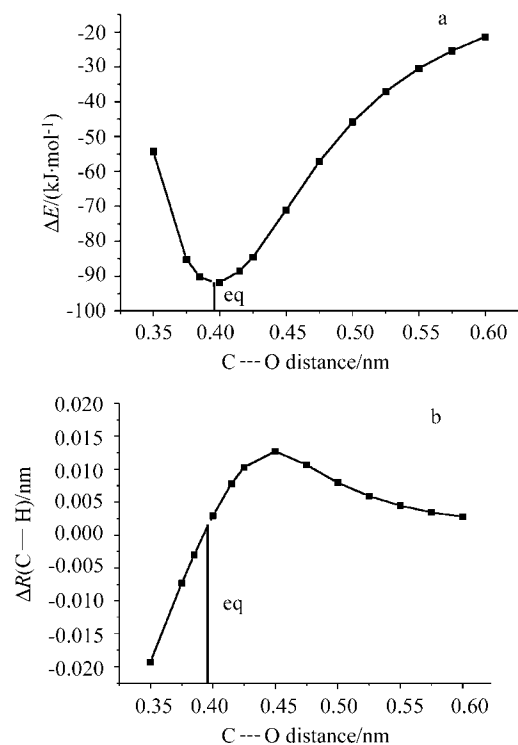 a
-20
-30
-40
-50
-60
-70
-80
-90
-100
ΔE/(kJ·mol⁻¹)
eq
0.35 0.40 0.45 0.50 0.55 0.60
C---O distance/nm
b
0.020
0.015
0.010
0.005
0.000
-0.005
-0.010
-0.015
-0.020
ΔR(C—H)/nm
eq
0.35 0.40 0.45 0.50 0.55 0.60
C---O distance/nm